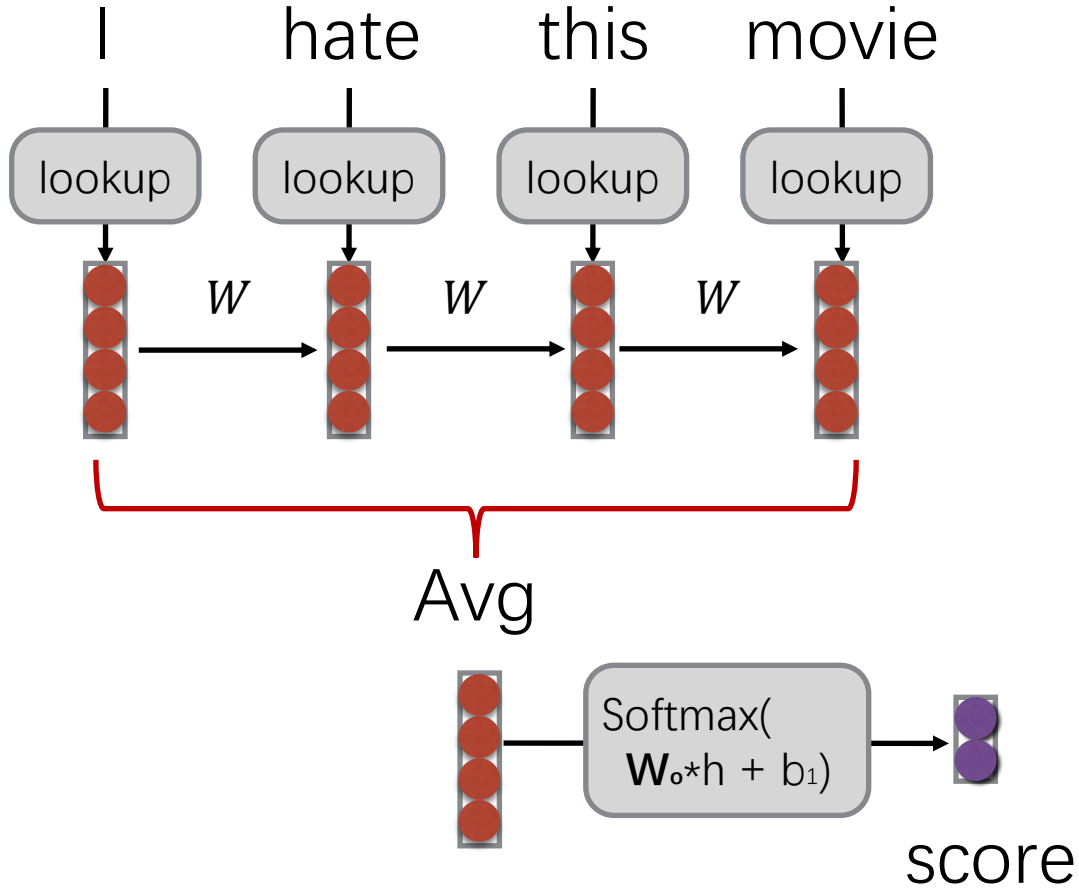 I hate this movie
lookup lookup lookup lookup
W W W
Avg
Softmax(
Wₒ*h + b₁)
score